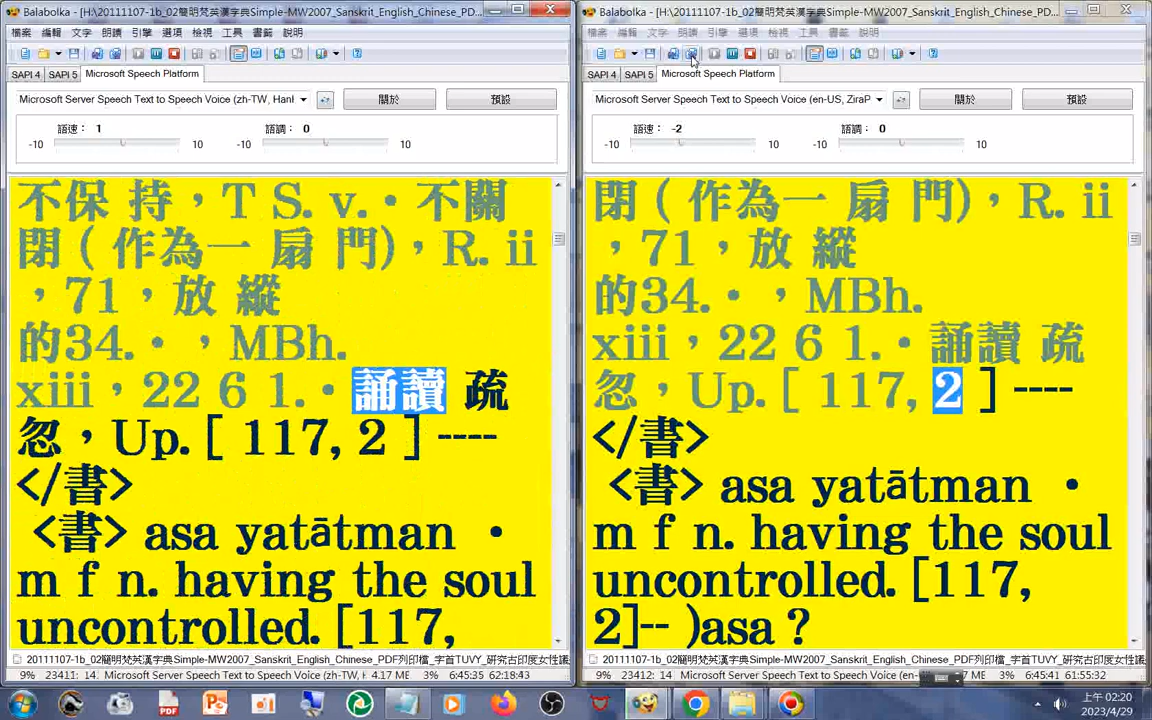 Balabolka - [H:\20111107-1b_02簡明梵英漢字典Simple-MW2007_Sanskrit_English_Chinese_PD...
檔案 編輯 文字 朗讀 引擎 選項 檢視 工具 書籤 說明
SAPI 4 SAPI 5 Microsoft Speech Platform
Microsoft Server Speech Text to Speech Voice (zh-TW, Hanl
關於 預設
語速： 1 語調： 0
-10 10 -10 10
不保 持，T S. v.•不關
閉 ( 作為一 扇 門)，R. ii
，71，放 縱
的34.•，MBh.
xiii，22 6 1.•誦讀 疏
忽，Up. [ 117, 2 ] ----
</書>
<書> asa yatātman •
m f n. having the soul
uncontrolled. [117,
20111107-1b_02簡明梵英漢字典Simple-MW2007_Sanskrit_English_Chinese_PDF列印檔_字首TUVY_研究古印度女性議
9% 23411: 14 Microsoft Server Speech Text to Speech Voice (zh-TW, H 4.17 ME 3% 6:45:35 62:18:43
Balabolka - [H:\20111107-1b_02簡明梵英漢字典Simple-MW2007_Sanskrit_English_Chinese_PD...
檔案 編輯 文字 朗讀 引擎 選項 檢視 工具 書籤 說明
SAPI 4 SAPI 5 Microsoft Speech Platform
Microsoft Server Speech Text to Speech Voice (en-US, ZiraP
關於 預設
語速： -2 語調： 0
-10 10 -10 10
閉 ( 作為一 扇 門)，R. ii
，71，放 縱
的34.•，MBh.
xiii，22 6 1.•誦讀 疏
忽，Up. [ 117, 2 ] ----
</書>
<書> asa yatātman •
m f n. having the soul
uncontrolled. [117,
2]-- )asa ?
20111107-1b_02簡明梵英漢字典Simple-MW2007_Sanskrit_English_Chinese_PDF列印檔_字首TUVY_研究古印度女性議
9% 23412: 14 Microsoft Server Speech Text to Speech Voice (en-U 3% 6:45:41 61:55:32
上午 02:20
2023/4/29